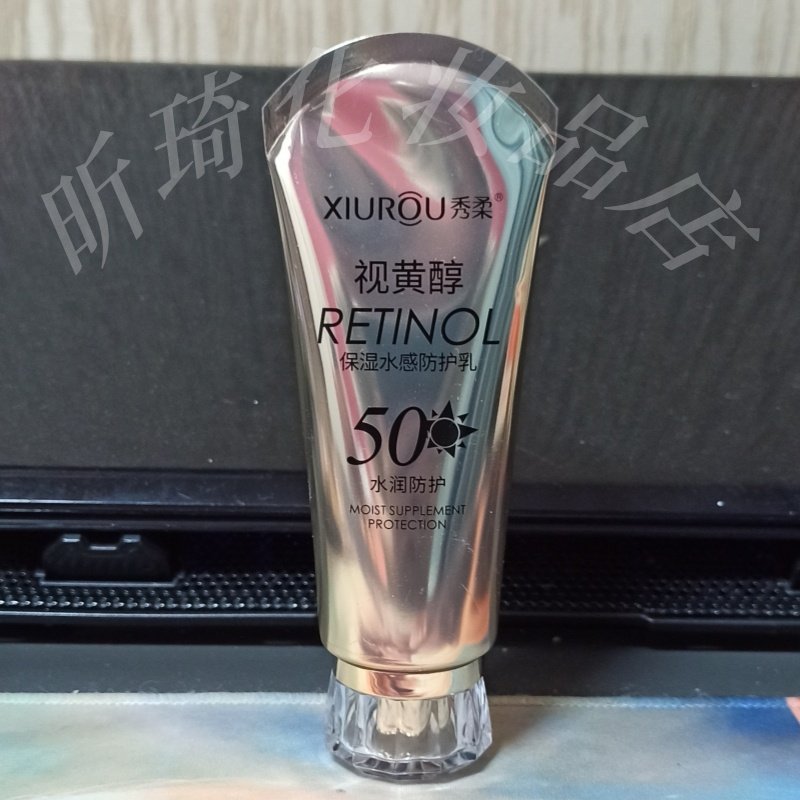 昕琦化妆品店
XIUROU秀柔®
视黄醇
RETINOL
保湿水感防护乳
50
水润防护
MOIST SUPPLEMENT
PROTECTION